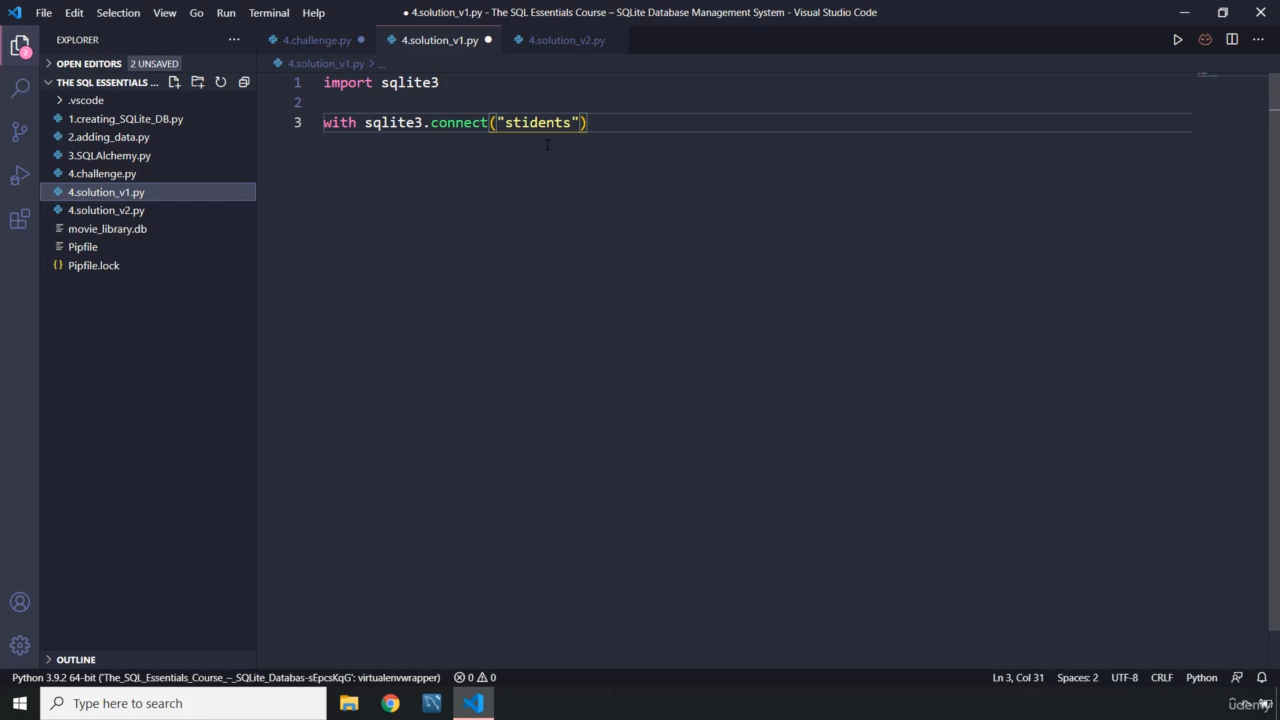 File Edit Selection View Go Run Terminal Help
● 4.solution_v1.py - The SQL Essentials Course – SQLite Database Management System - Visual Studio Code
EXPLORER
4.challenge.py
4.solution_v1.py
4.solution_v2.py
OPEN EDITORS 2 UNSAVED
4.solution_v1.py > ...
THE SQL ESSENTIALS ...
1 import sqlite3
2
3 with sqlite3.connect("stidents")
.vscode
1.creating_SQLite_DB.py
2.adding_data.py
3.SQLAlchemy.py
4.challenge.py
4.solution_v1.py
4.solution_v2.py
movie_library.db
Pipfile
Pipfile.lock
2
OUTLINE
Python 3.9.2 64-bit ('The_SQL_Essentials_Course_–_SQLite_Databas-sEpcsKqG': virtualenvwrapper) 0 0 Ln 3, Col 31 Spaces: 2 UTF-8 CRLF Python
Type here to search
udemy